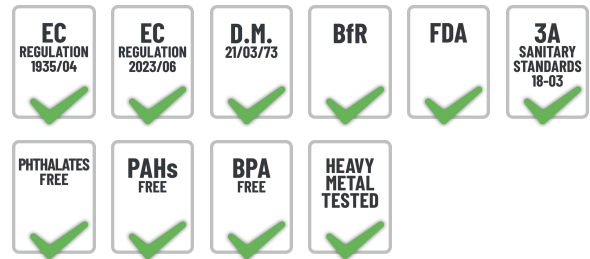 EC
REGULATION
1935/04
EC
REGULATION
2023/06
D.M.
21/03/73
BfR
FDA
3A
SANITARY
STANDARDS
18-03
PHTHALATES
FREE
PAHs
FREE
BPA
FREE
HEAVY
METAL
TESTED